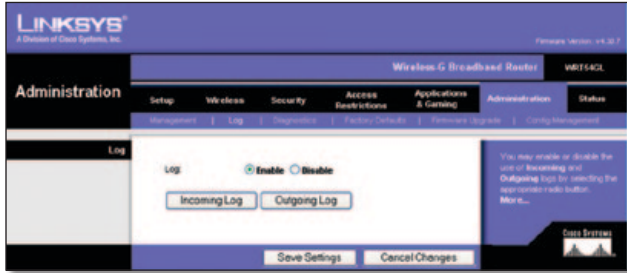 LINKSYS®
A Division of Cisco Systems, Inc.
Firmware Version: v4.30.7
Wireless-G Broadband Router
WRT54GL
Administration
Setup
Wireless
Security
Access Restrictions
Applications & Gaming
Administration
Status
Management | Log | Diagnostics | Factory Defaults | Firmware Upgrade | Config Management
Log
Log: Enable Disable
Incoming Log Outgoing Log
You may enable or disable the
use of Incoming and
Outgoing logs by selecting the
appropriate radio button.
More...
Save Settings Cancel Changes
CISCO SYSTEMS